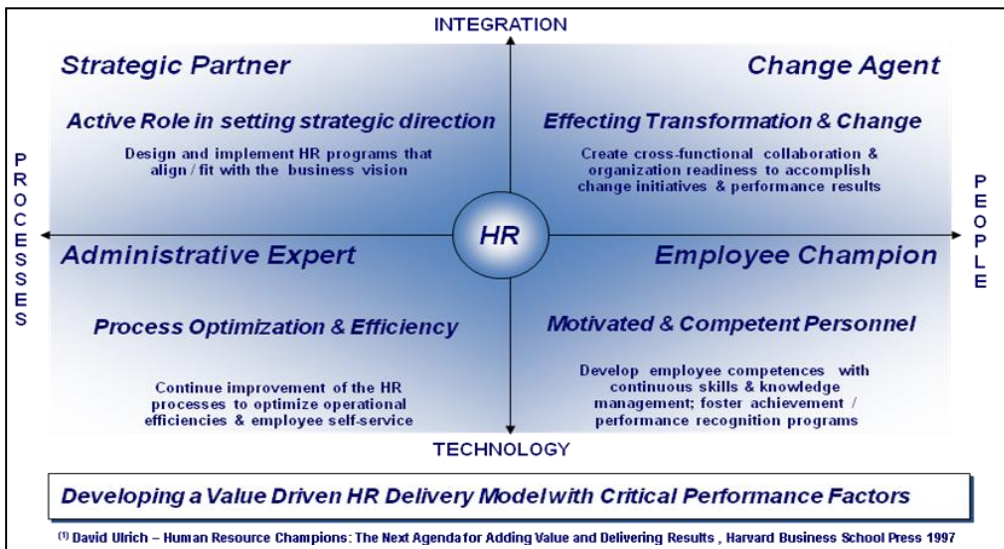 INTEGRATION
Strategic Partner
Active Role in setting strategic direction
Design and implement HR programs that
align / fit with the business vision
Change Agent
Effecting Transformation & Change
Create cross-functional collaboration &
organization readiness to accomplish
change initiatives & performance results
PROCESSES
HR
PEOPLE
Administrative Expert
Process Optimization & Efficiency
Continue improvement of the HR
processes to optimize operational
efficiencies & employee self-service
Employee Champion
Motivated & Competent Personnel
Develop employee competences with
continuous skills & knowledge
management; foster achievement /
performance recognition programs
TECHNOLOGY
Developing a Value Driven HR Delivery Model with Critical Performance Factors
(1) David Ulrich – Human Resource Champions: The Next Agenda for Adding Value and Delivering Results , Harvard Business School Press 1997